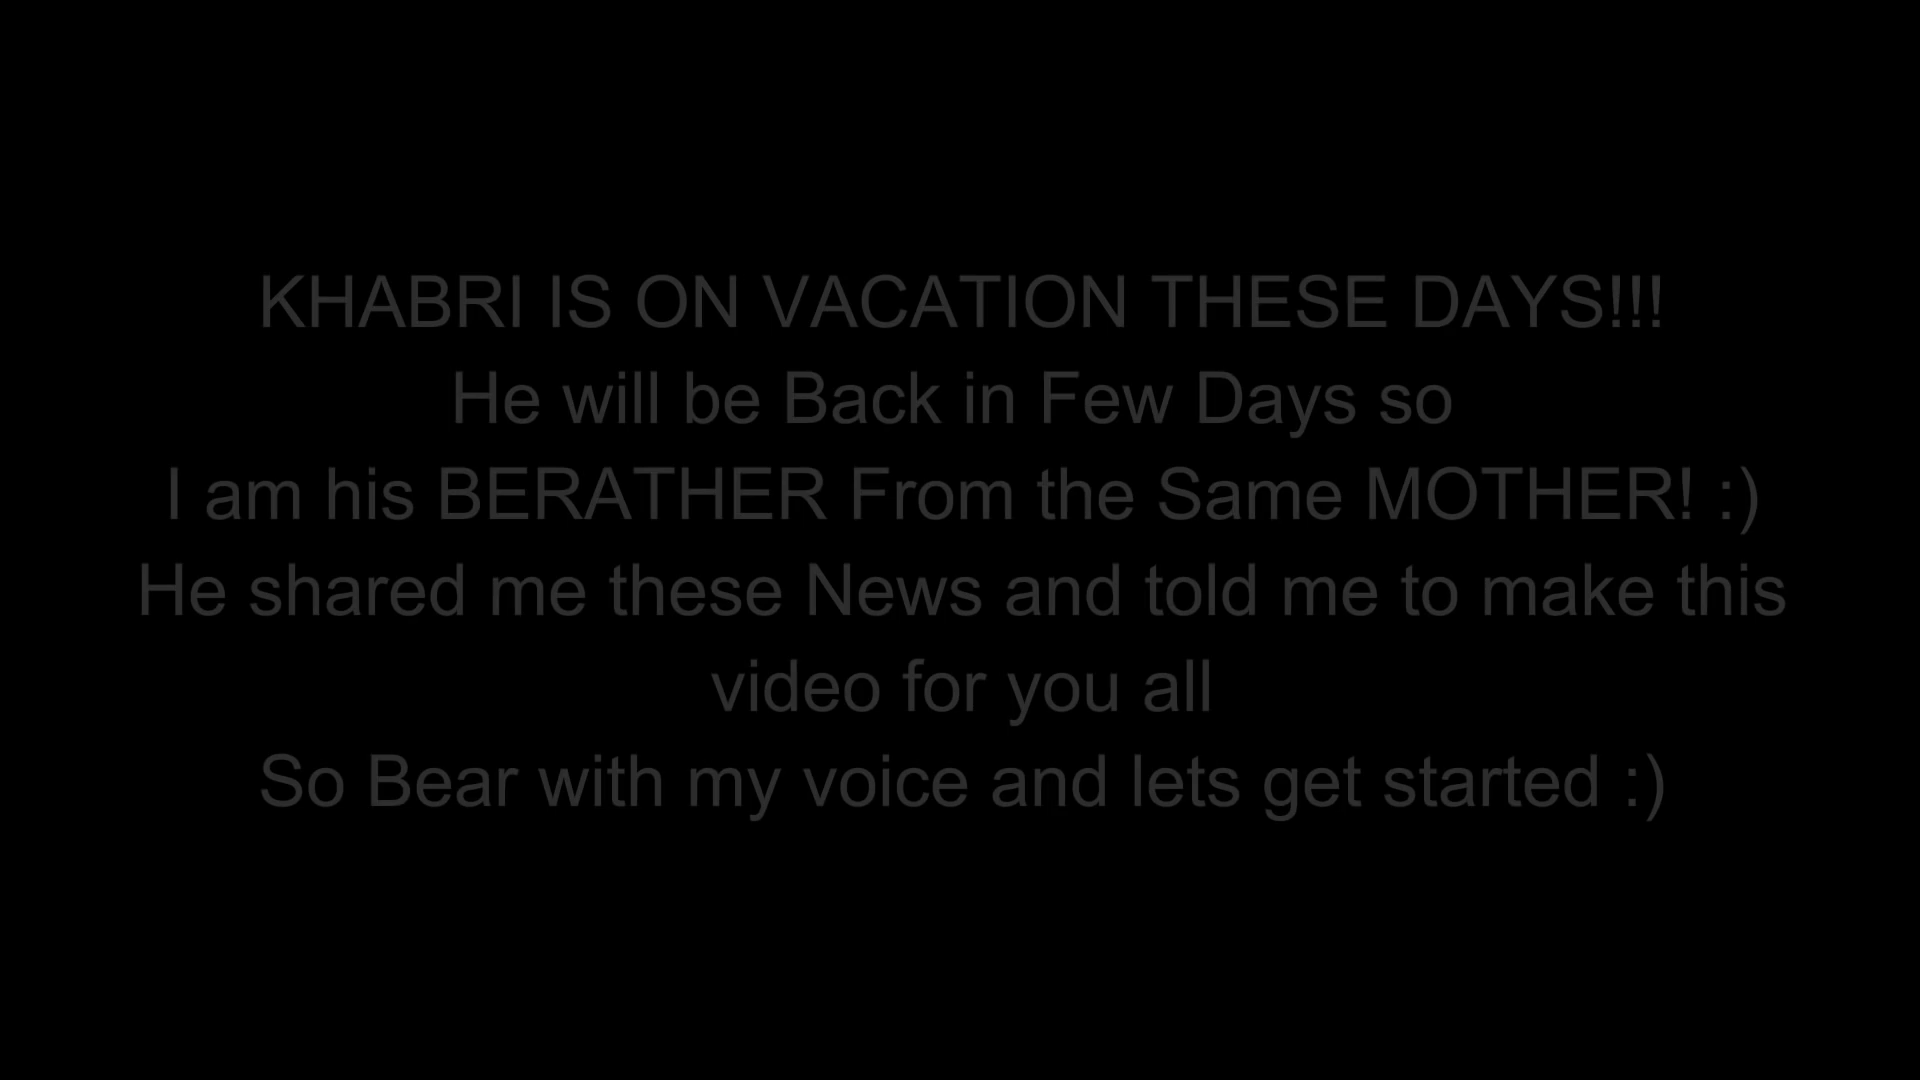 KHABRI IS ON VACATION THESE DAYS!!!
He will be Back in Few Days so
I am his BERATHER From the Same MOTHER! :)
He shared me these News and told me to make this
video for you all
So Bear with my voice and lets get started :)